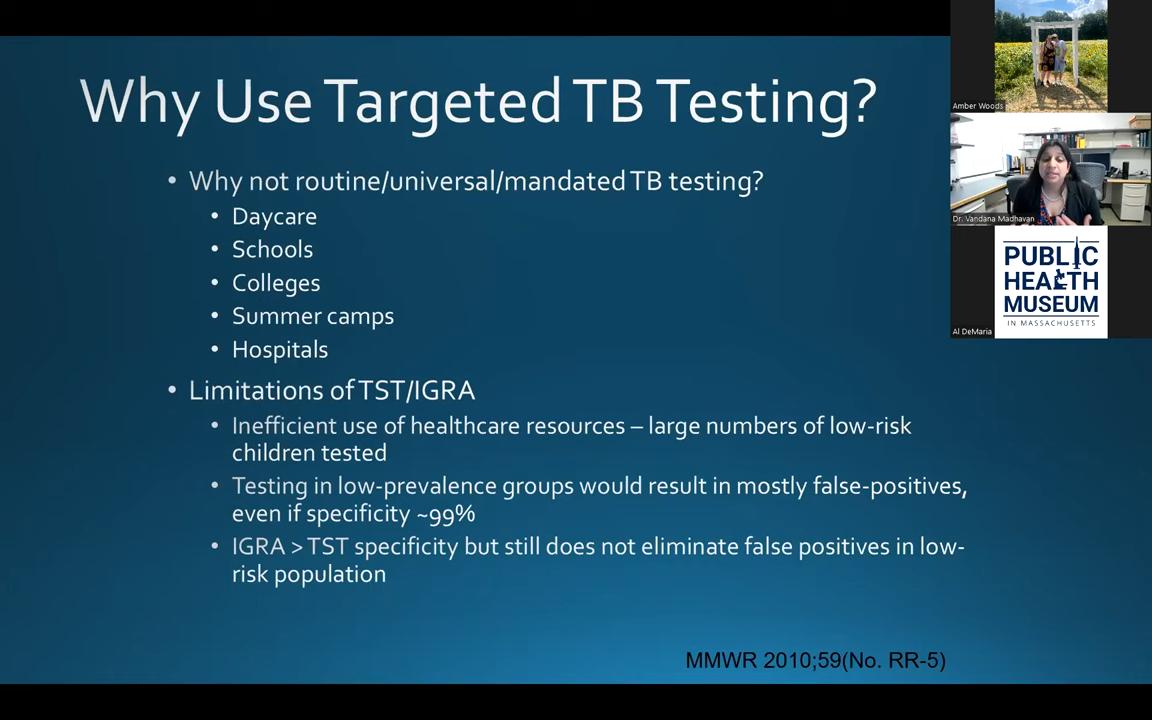 Why Use Targeted TB Testing?
• Why not routine/universal/mandated TB testing?
• Daycare
• Schools
• Colleges
• Summer camps
• Hospitals
• Limitations of TST/IGRA
• Inefficient use of healthcare resources – large numbers of low-risk
children tested
• Testing in low-prevalence groups would result in mostly false-positives,
even if specificity ~99%
• IGRA > TST specificity but still does not eliminate false positives in low-
risk population
MMWR 2010;59(No. RR-5)
Amber Woods
Dr. Vandana Madhavan
PUBLIC
HEALTH
MUSEUM
IN MASSACHUSETTS
Al DeMaria